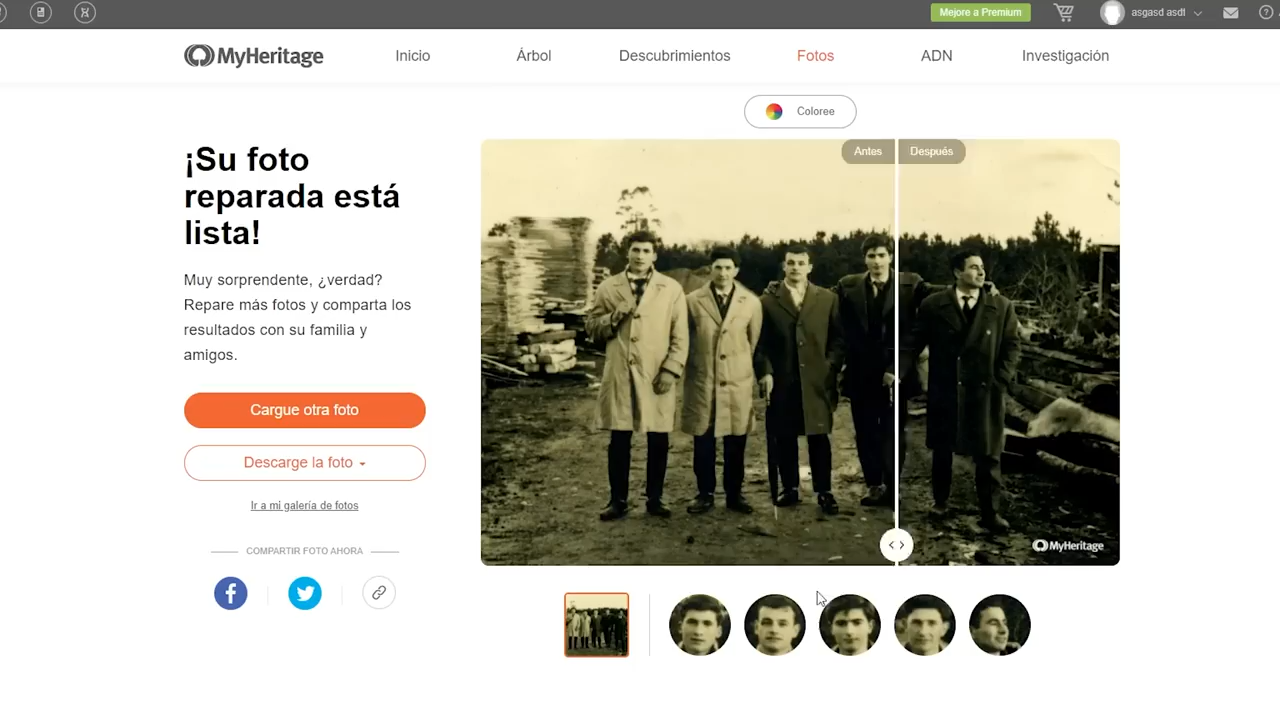 Mejore a Premium
asgasd asdf
MyHeritage
Inicio
Árbol
Descubrimientos
Fotos
ADN
Investigación
Coloree
¡Su foto
reparada está
lista!
Muy sorprendente, ¿verdad?
Repare más fotos y comparta los
resultados con su familia y
amigos.
Cargue otra foto
Descarge la foto
Ir a mi galería de fotos
COMPARTIR FOTO AHORA
Antes
Después
MyHeritage